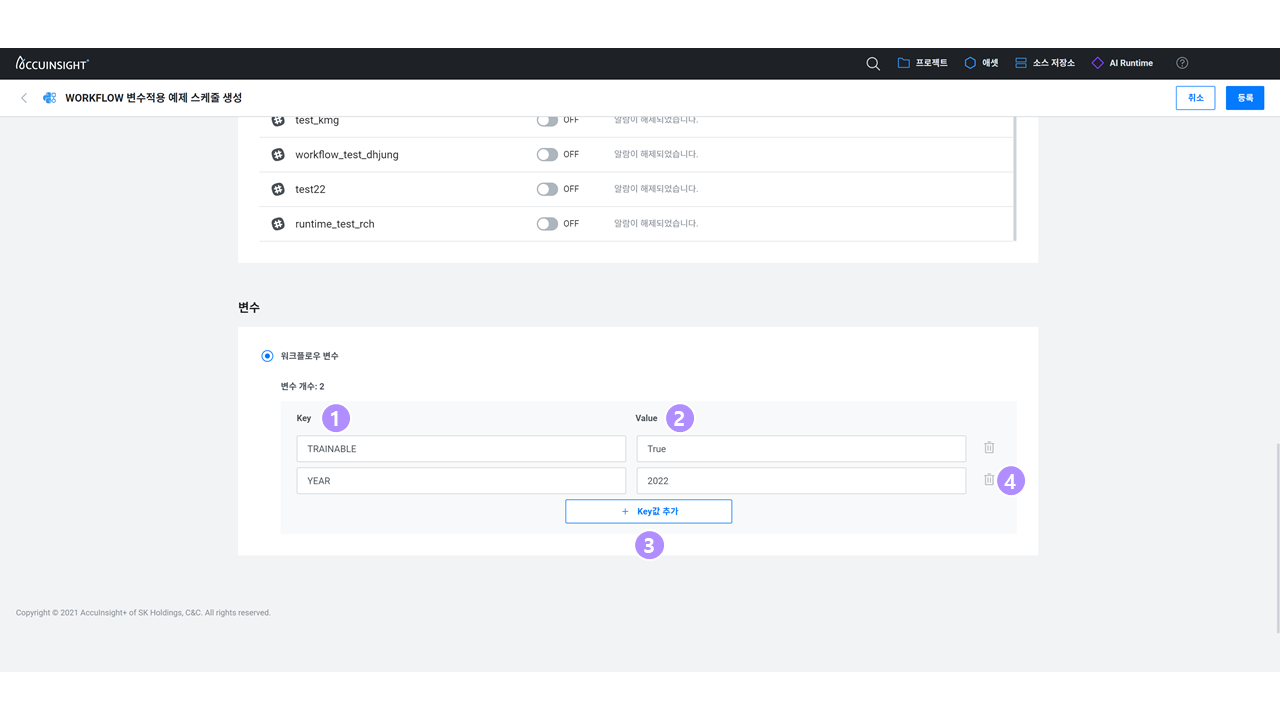 ACCUINSIGHT+ 프로젝트 애셋 소스 저장소 AI Runtime ?
WORKFLOW 변수적용 예제 스케줄 생성 취소 등록
test_kmg OFF 알람이 해제되었습니다.
workflow_test_dhjung OFF 알람이 해제되었습니다.
test22 OFF 알람이 해제되었습니다.
runtime_test_rch OFF 알람이 해제되었습니다.
변수
워크플로우 변수
변수 개수: 2
Key 1 Value 2
TRAINABLE True
YEAR 2022 4
+ Key값 추가
3
Copyright © 2021 AccuInsight+ of SK Holdings, C&C. All rights reserved.